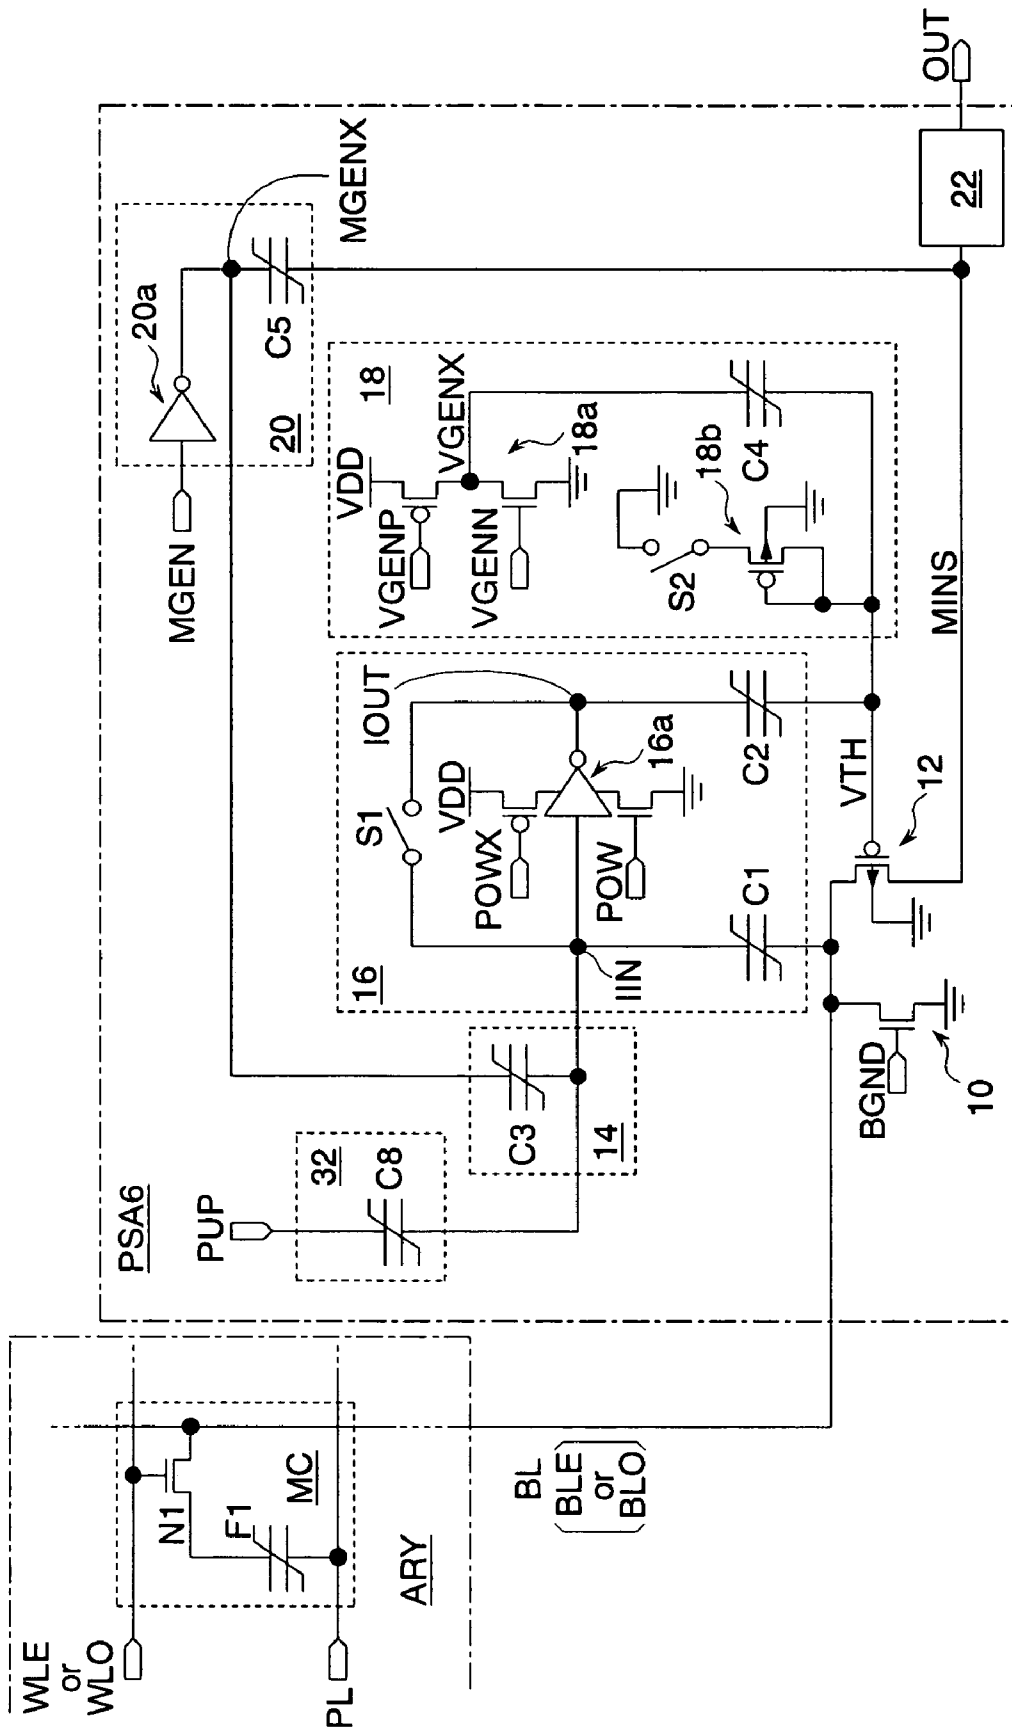 WLE
or
WLO
PL
N1
F1
MC
ARY
BL
BLE
or
BLO
PSA6
PUP
32
C8
C3
14
MGEN
20a
20
C5
MGENX
16
S1
IOUT
VDD
POWX
POW
16a
IIN
C1
C2
18
VDD
VGENP
VGENX
VGENN
18a
S2
18b
C4
VTH
12
BGND
10
MINS
22
OUT